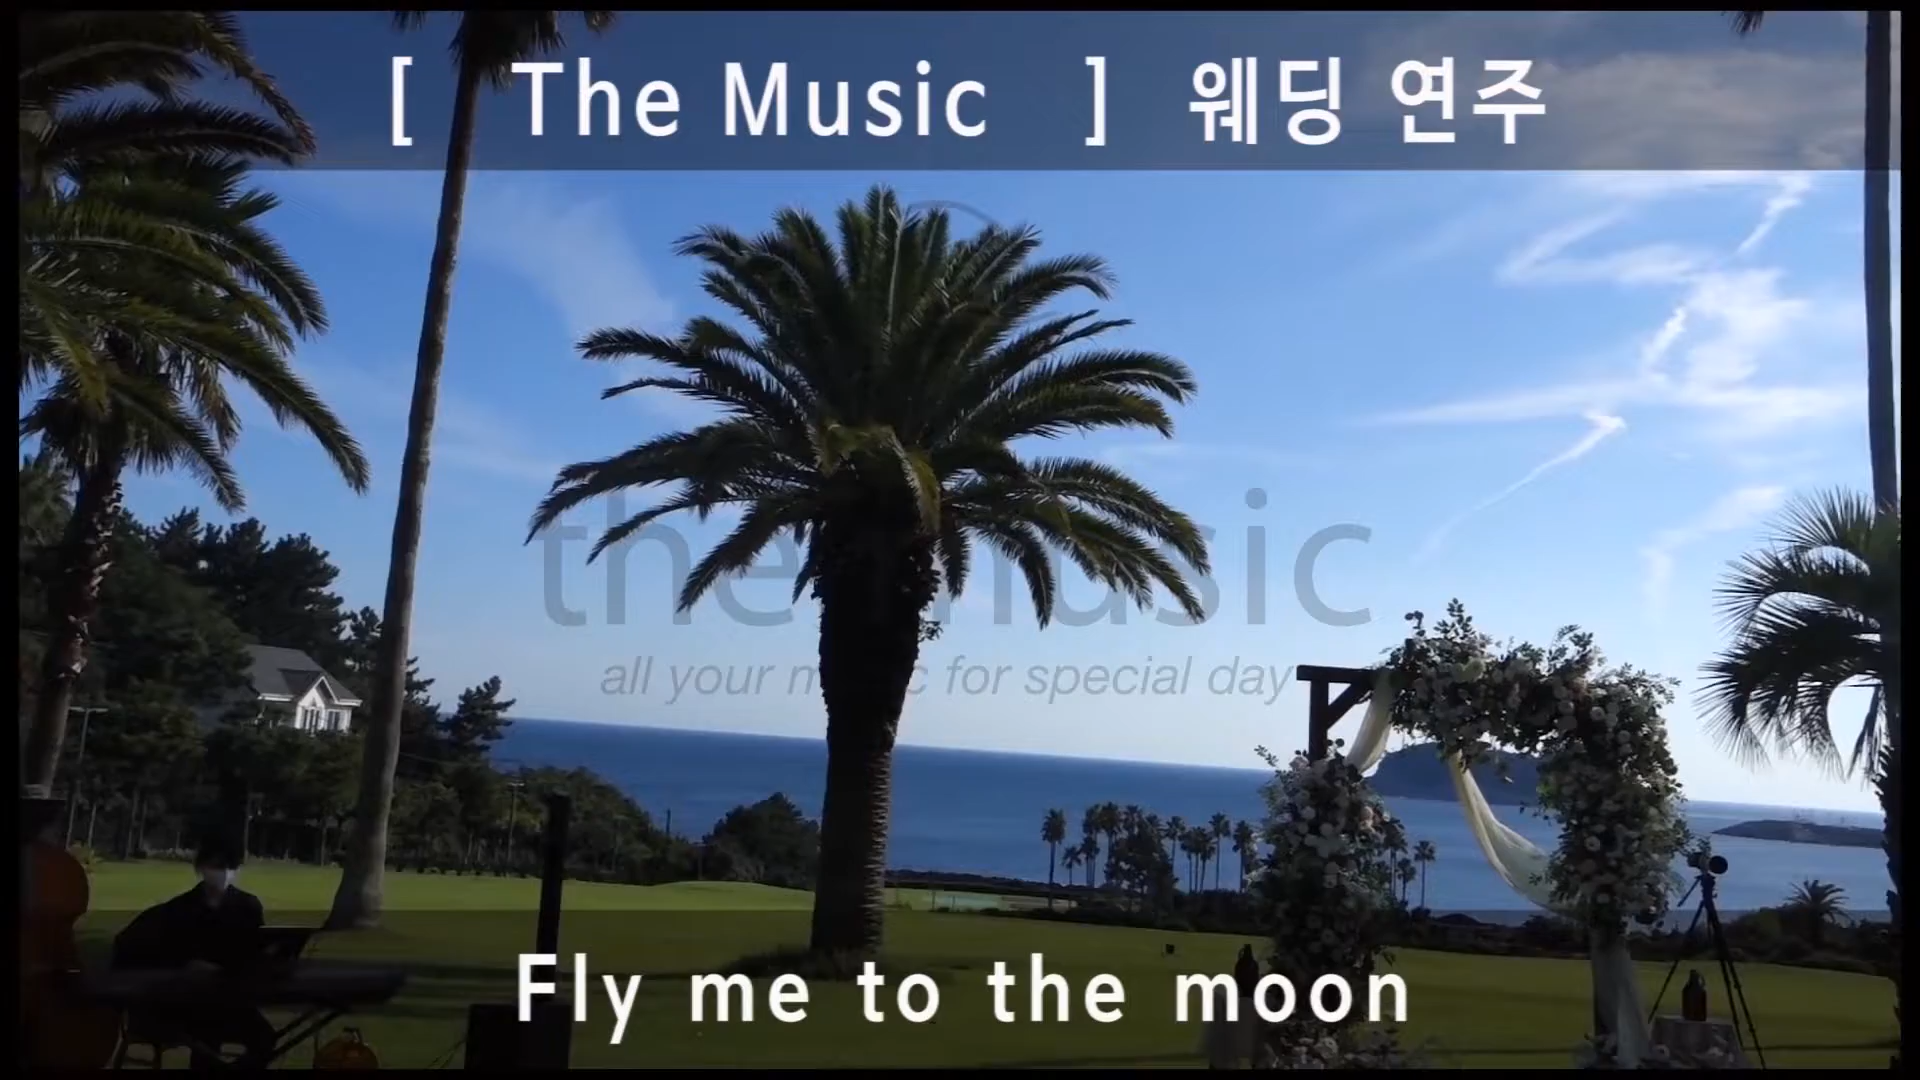 [ The Music ] 웨딩 연주
the music
all your music for special day
Fly me to the moon